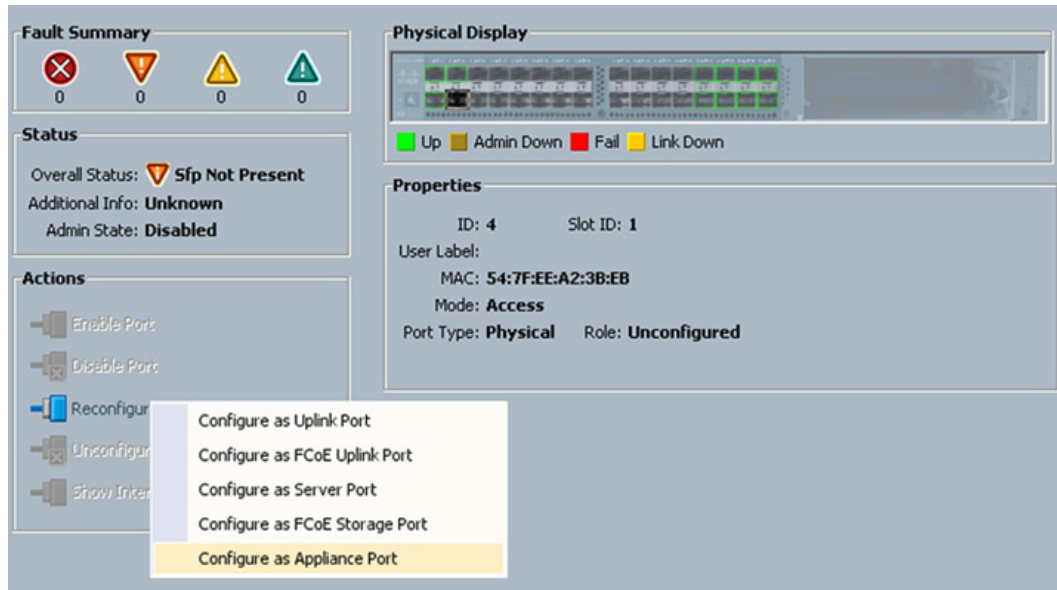 Fault Summary
0
0
0
0
Status
Overall Status: Sfp Not Present
Additional Info: Unknown
Admin State: Disabled
Actions
Enable Port
Disable Port
Reconfigur
Unconfigur
Show Inter
Configure as Uplink Port
Configure as FCoE Uplink Port
Configure as Server Port
Configure as FCoE Storage Port
Configure as Appliance Port
Physical Display
Up Admin Down Fail Link Down
Properties
ID: 4 Slot ID: 1
User Label:
MAC: 54:7F:EE:A2:3B:EB
Mode: Access
Port Type: Physical Role: Unconfigured